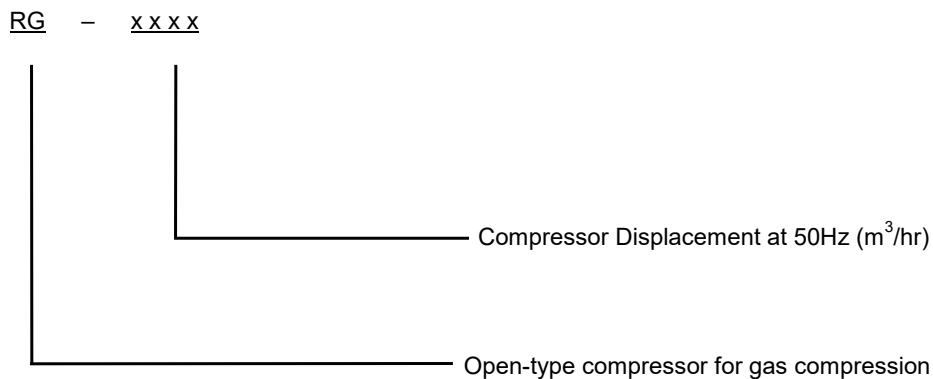 RG – x x x x
Compressor Displacement at 50Hz (m³/hr)
Open-type compressor for gas compression